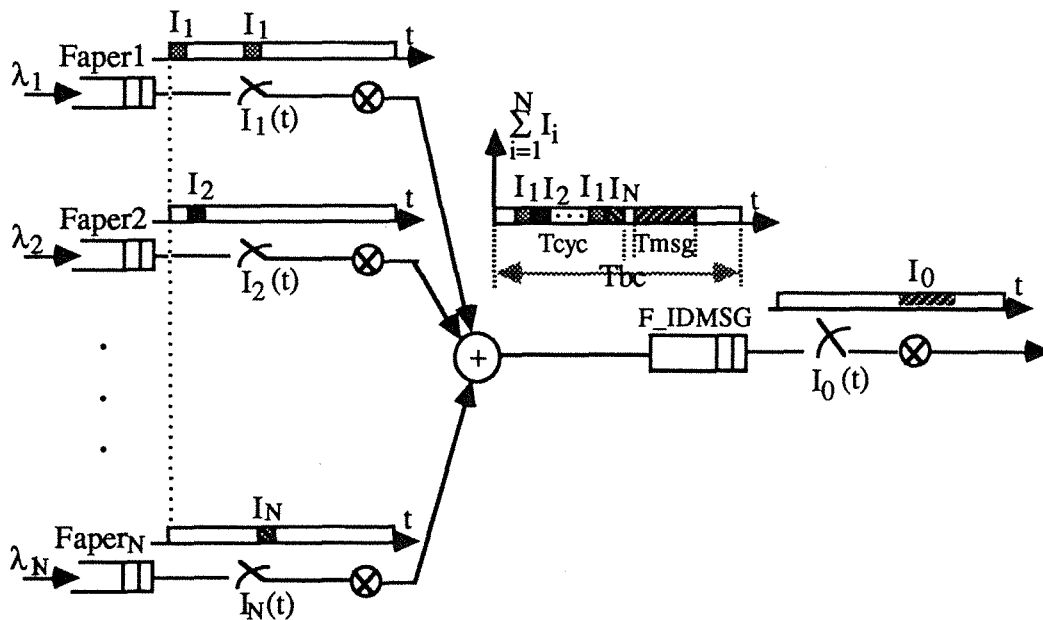 I1 I1
t
Faper1
λ1
I1(t)
N
∑ Ii
i=1
I2
t
Faper2
λ2
I2(t)
I1 I2 I1 IN
t
Tcyc Tmsg
Tbc
I0
t
F_IDMSG
+
I0(t)
IN
t
FaperN
λN
IN(t)